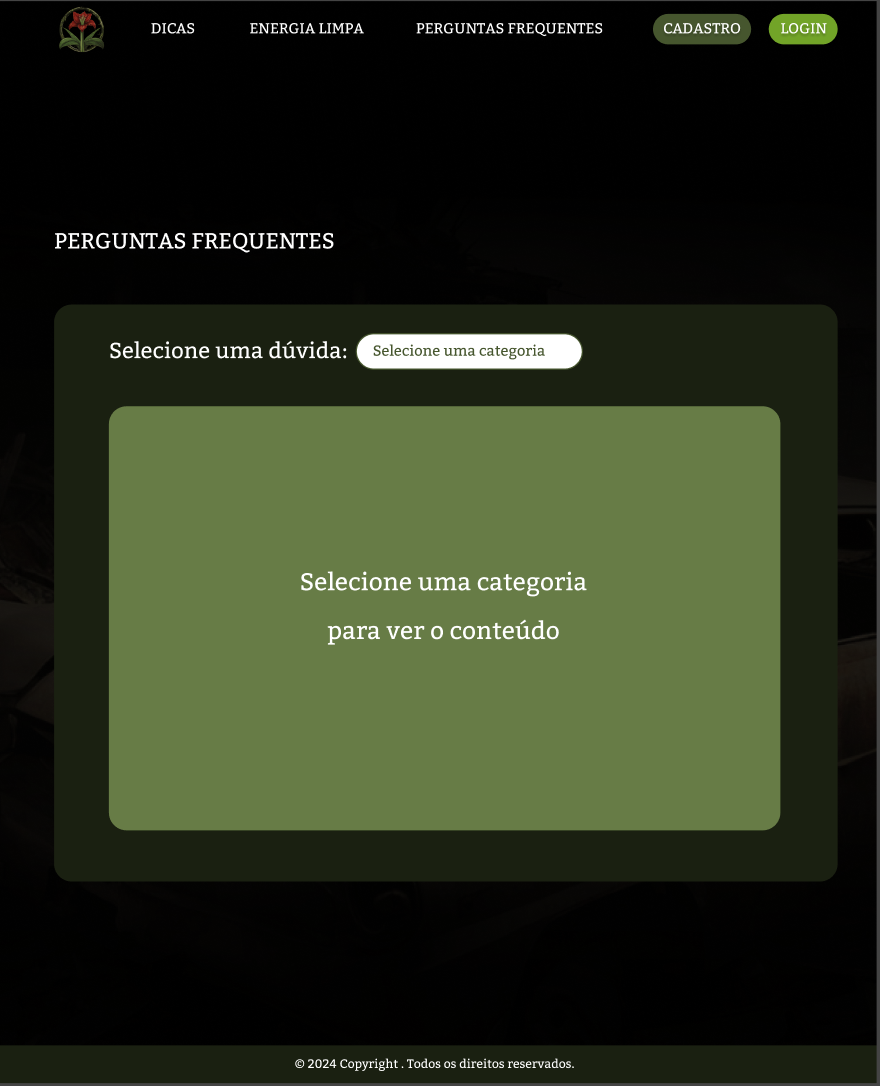 DICAS ENERGIA LIMPA PERGUNTAS FREQUENTES CADASTRO LOGIN
PERGUNTAS FREQUENTES
Selecione uma dúvida: Selecione uma categoria
Selecione uma categoria
para ver o conteúdo
© 2024 Copyright . Todos os direitos reservados.